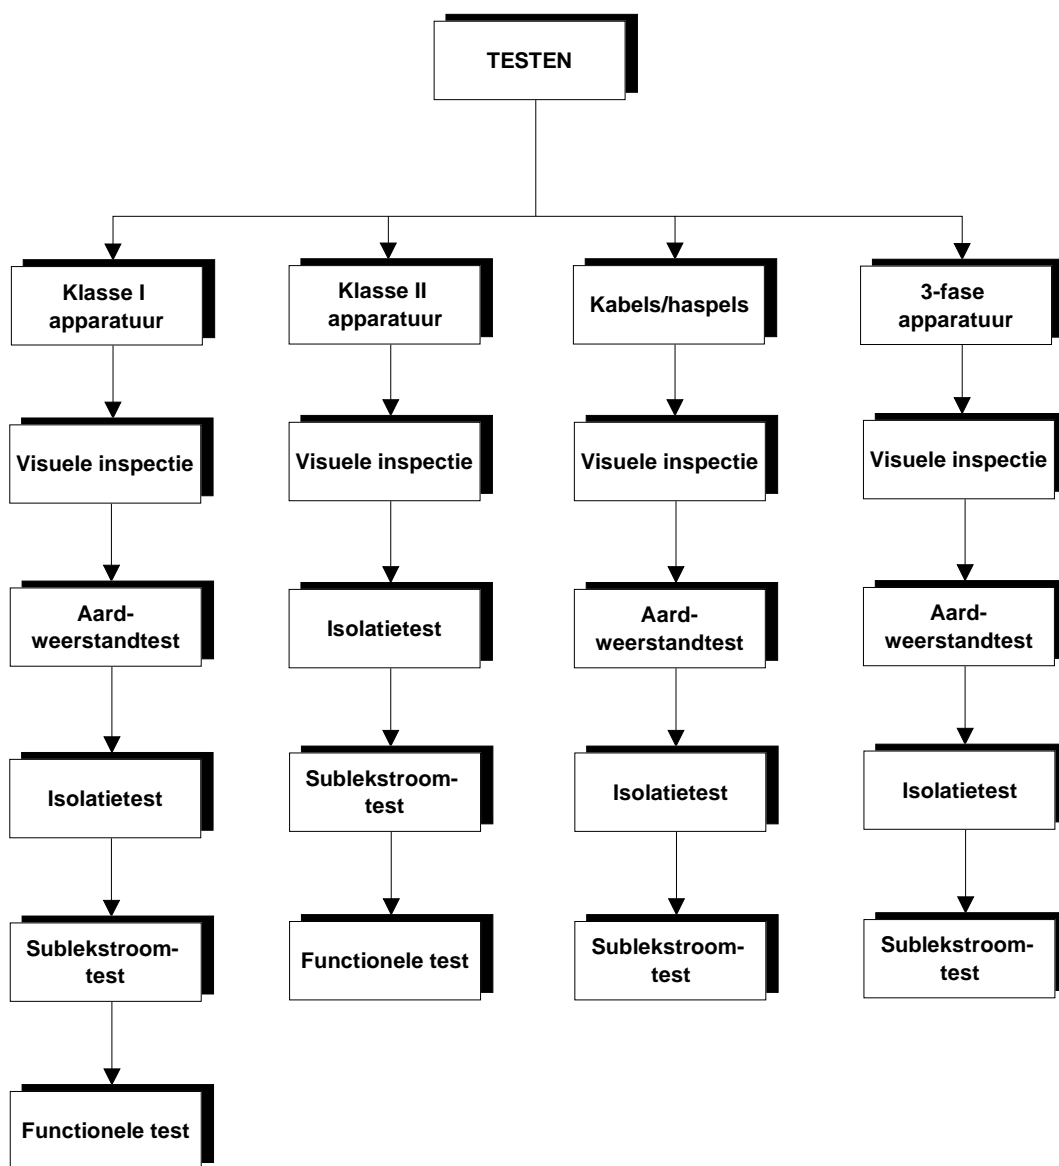 TESTEN
Klasse I
apparatuur
Klasse II
apparatuur
Kabels/haspels
3-fase
apparatuur
Visuele inspectie
Visuele inspectie
Visuele inspectie
Visuele inspectie
Aard-
weerstandtest
Isolatietest
Aard-
weerstandtest
Aard-
weerstandtest
Isolatietest
Sublekstroom-
test
Isolatietest
Isolatietest
Sublekstroom-
test
Functionele test
Sublekstroom-
test
Sublekstroom-
test
Functionele test